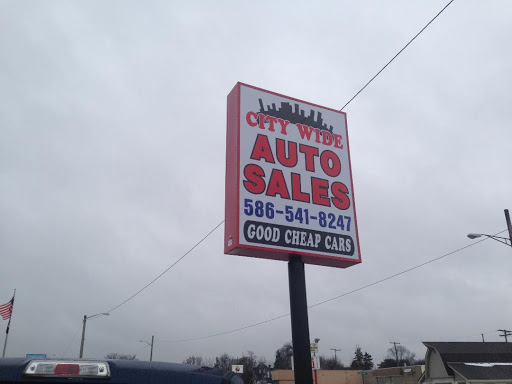 CITY WIDE
AUTO
SALES
586-541-8247
GOOD CHEAP CARS